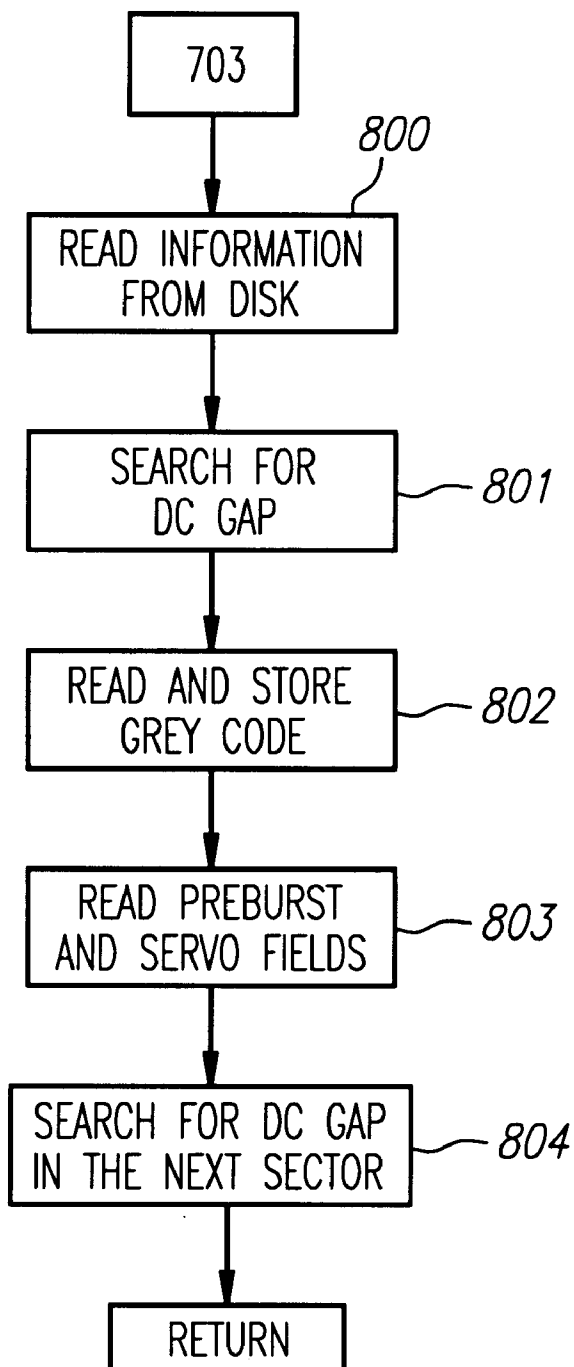 703
800
READ INFORMATION
FROM DISK
SEARCH FOR
DC GAP
801
READ AND STORE
GREY CODE
802
READ PREBURST
AND SERVO FIELDS
803
SEARCH FOR DC GAP
IN THE NEXT SECTOR
804
RETURN